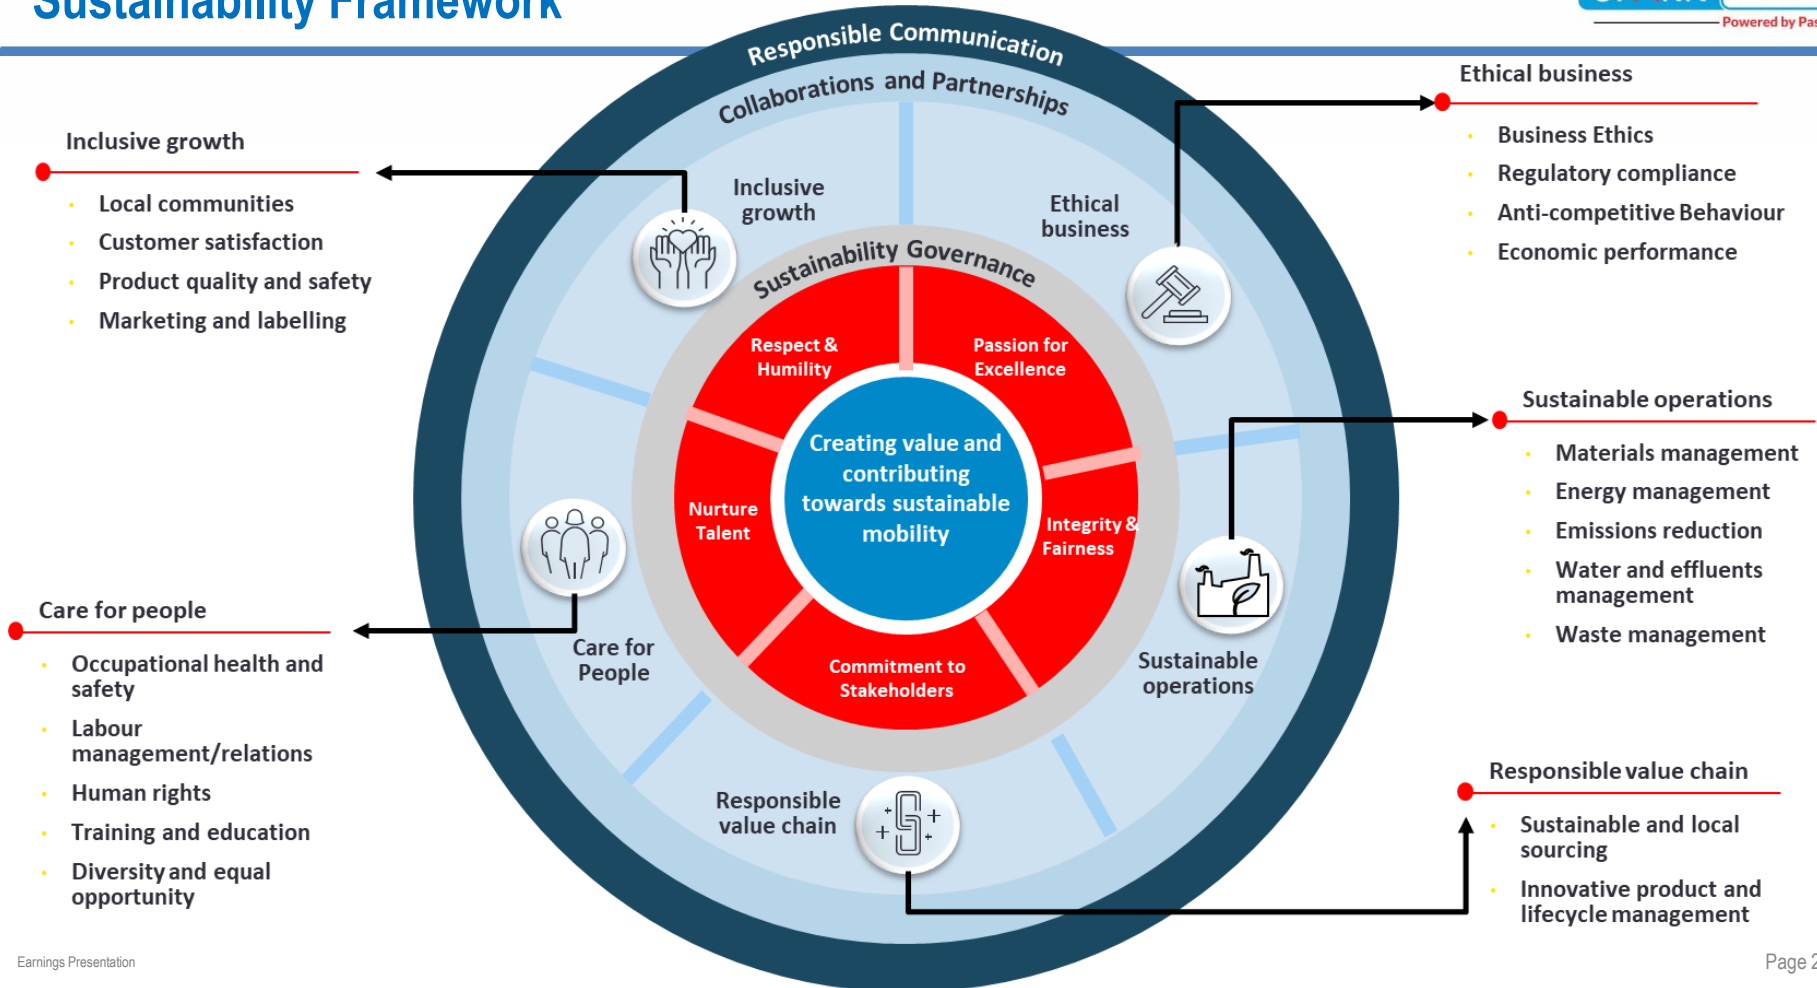 Sustainability Framework
Powered by
Responsible Communication
Collaborations and Partnerships
Inclusive growth
Local communities
Customer satisfaction
Product quality and safety
Marketing and labelling
Inclusive
growth
Ethical
business
Ethical business
Business Ethics
Regulatory compliance
Anti-competitive Behaviour
Economic performance
Sustainability Governance
Respect &
Humility
Passion for
Excellence
Creating value and
contributing
towards sustainable
mobility
Nurture
Talent
Integrity &
Fairness
Commitment to
Stakeholders
Sustainable operations
Materials management
Energy management
Emissions reduction
Water and effluents
management
Waste management
Care for people
Occupational health and
safety
Labour
management/relations
Human rights
Training and education
Diversity and equal
opportunity
Care for
People
Sustainable
operations
Responsible
value chain
Responsible value chain
Sustainable and local
sourcing
Innovative product and
lifecycle management
Earnings Presentation
Page 2